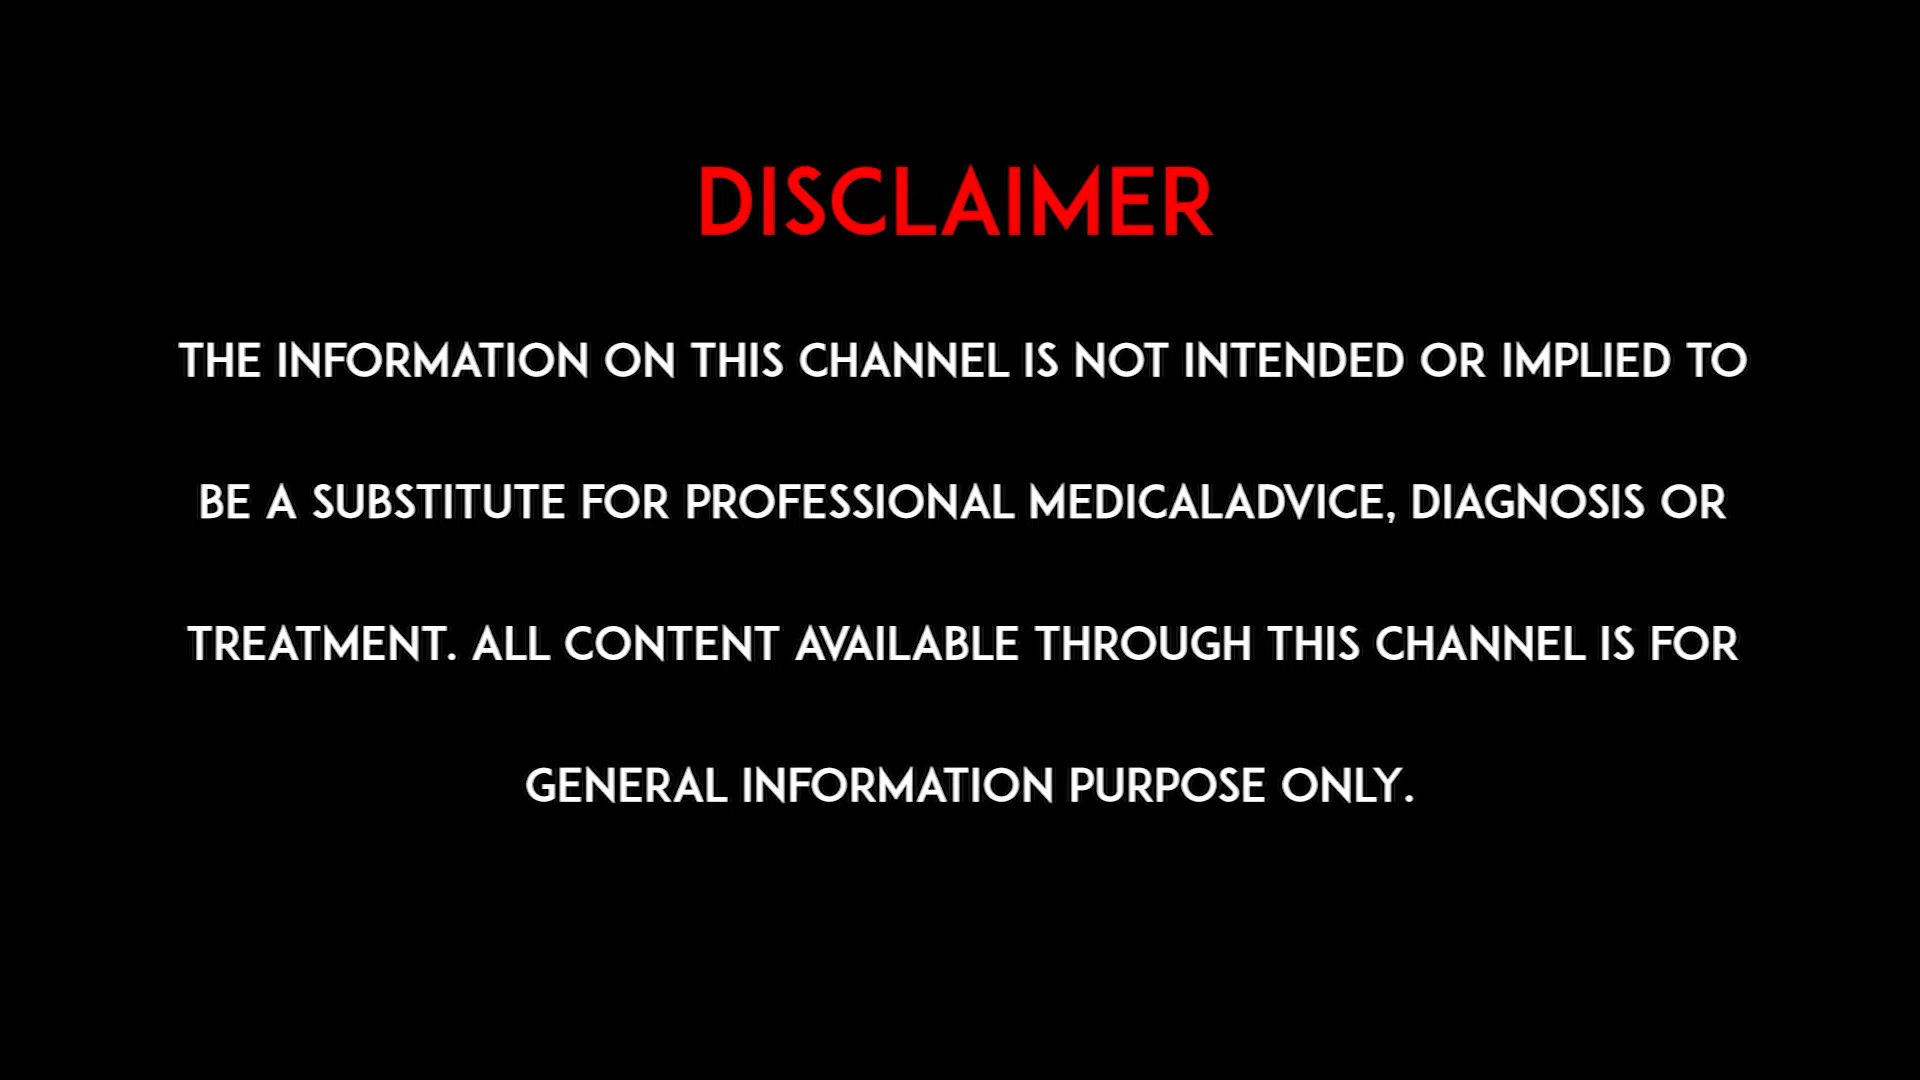 DISCLAIMER
THE INFORMATION ON THIS CHANNEL IS NOT INTENDED OR IMPLIED TO
BE A SUBSTITUTE FOR PROFESSIONAL MEDICALADVICE, DIAGNOSIS OR
TREATMENT. ALL CONTENT AVAILABLE THROUGH THIS CHANNEL IS FOR
GENERAL INFORMATION PURPOSE ONLY.